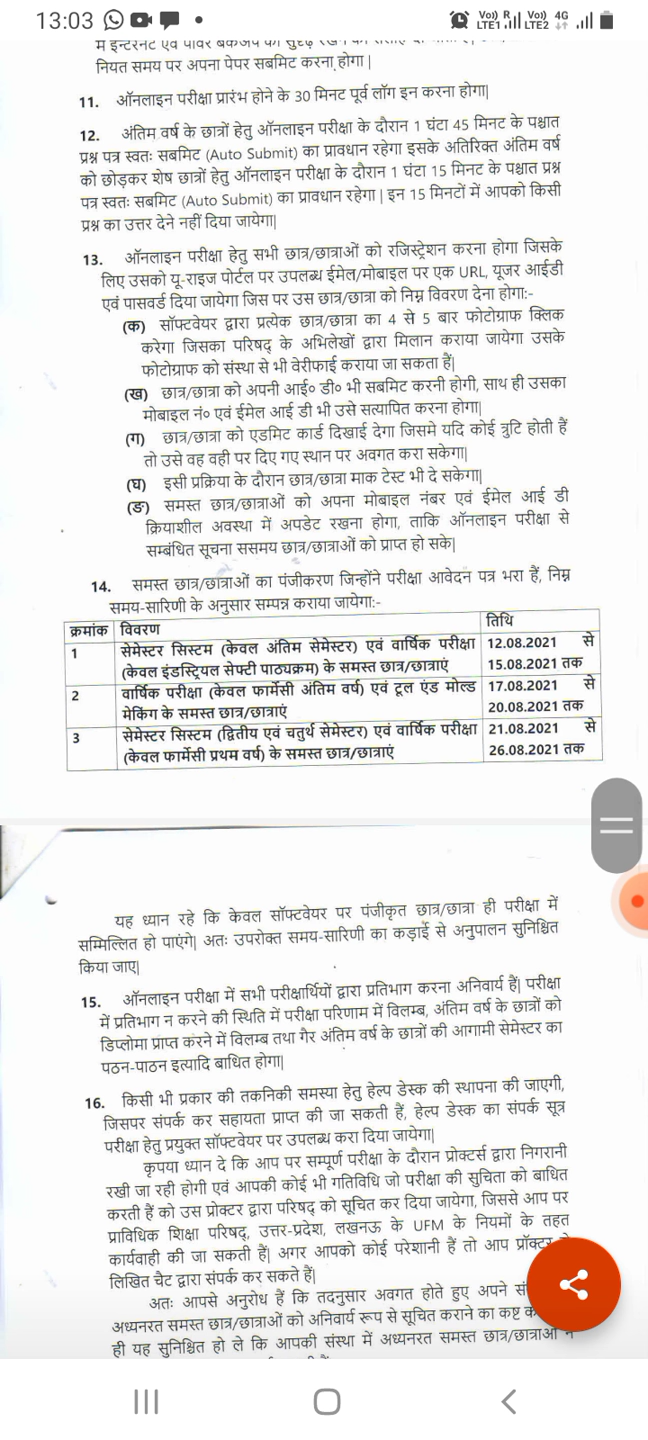 13:03
Vo)) LTE1 Vo)) LTE2 4G
में इन्टरनेट एवं पावर बैकअप को सुदृढ़ रखने की सलाह दी जाती है।
नियत समय पर अपना पेपर सबमिट करना होगा |
11. ऑनलाइन परीक्षा प्रारंभ होने के 30 मिनट पूर्व लॉग इन करना होगा|
12. अंतिम वर्ष के छात्रों हेतु ऑनलाइन परीक्षा के दौरान 1 घंटा 45 मिनट के पश्चात
प्रश्न पत्र स्वतः सबमिट (Auto Submit) का प्रावधान रहेगा इसके अतिरिक्त अंतिम वर्ष
को छोड़कर शेष छात्रों हेतु ऑनलाइन परीक्षा के दौरान 1 घंटा 15 मिनट के पश्चात प्रश्न
पत्र स्वतः सबमिट (Auto Submit) का प्रावधान रहेगा | इन 15 मिनटों में आपको किसी
प्रश्न का उत्तर देने नहीं दिया जायेगा|
13. ऑनलाइन परीक्षा हेतु सभी छात्र/छात्राओं को रजिस्ट्रेशन करना होगा जिसके
लिए उसको यू-राइज पोर्टल पर उपलब्ध ईमेल/मोबाइल पर एक URL, यूजर आईडी
एवं पासवर्ड दिया जायेगा जिस पर उस छात्र/छात्रा को निम्न विवरण देना होगा:-
(क) सॉफ्टवेयर द्वारा प्रत्येक छात्र/छात्रा का 4 से 5 बार फोटोग्राफ क्लिक
करेगा जिसका परिषद् के अभिलेखों द्वारा मिलान कराया जायेगा उसके
फोटोग्राफ को संस्था से भी वेरीफाई कराया जा सकता हैं|
(ख) छात्र/छात्रा को अपनी आई० डी० भी सबमिट करनी होगी, साथ ही उसका
मोबाइल नं० एवं ईमेल आई डी भी उसे सत्यापित करना होगा|
(ग) छात्र/छात्रा को एडमिट कार्ड दिखाई देगा जिसमे यदि कोई त्रुटि होती हैं
तो उसे वह वही पर दिए गए स्थान पर अवगत करा सकेगा|
(घ) इसी प्रक्रिया के दौरान छात्र/छात्रा माक टेस्ट भी दे सकेगा|
(ङ) समस्त छात्र/छात्राओं को अपना मोबाइल नंबर एवं ईमेल आई डी
क्रियाशील अवस्था में अपडेट रखना होगा, ताकि ऑनलाइन परीक्षा से
सम्बंधित सूचना ससमय छात्र/छात्राओं को प्राप्त हो सके|
14. समस्त छात्र/छात्राओं का पंजीकरण जिन्होंने परीक्षा आवेदन पत्र भरा हैं, निम्न
समय-सारिणी के अनुसार सम्पन्न कराया जायेगा:-
क्रमांक विवरण तिथि
1 सेमेस्टर सिस्टम (केवल अंतिम सेमेस्टर) एवं वार्षिक परीक्षा 12.08.2021 से
(केवल इंडस्ट्रियल सेफ्टी पाठ्यक्रम) के समस्त छात्र/छात्राएं 15.08.2021 तक
2 वार्षिक परीक्षा (केवल फार्मेसी अंतिम वर्ष) एवं टूल एंड मोल्ड 17.08.2021 से
मेकिंग के समस्त छात्र/छात्राएं 20.08.2021 तक
3 सेमेस्टर सिस्टम (द्वितीय एवं चतुर्थ सेमेस्टर) एवं वार्षिक परीक्षा 21.08.2021 से
(केवल फार्मेसी प्रथम वर्ष) के समस्त छात्र/छात्राएं 26.08.2021 तक
यह ध्यान रहे कि केवल सॉफ्टवेयर पर पंजीकृत छात्र/छात्रा ही परीक्षा में
सम्मिल्लित हो पाएंगे| अतः उपरोक्त समय-सारिणी का कड़ाई से अनुपालन सुनिश्चित
किया जाए|
15. ऑनलाइन परीक्षा में सभी परीक्षार्थियों द्वारा प्रतिभाग करना अनिवार्य हैं| परीक्षा
में प्रतिभाग न करने की स्थिति में परीक्षा परिणाम में विलम्ब, अंतिम वर्ष के छात्रों को
डिप्लोमा प्राप्त करने में विलम्ब तथा गैर अंतिम वर्ष के छात्रों की आगामी सेमेस्टर का
पठन-पाठन इत्यादि बाधित होगा|
16. किसी भी प्रकार की तकनिकी समस्या हेतु हेल्प डेस्क की स्थापना की जाएगी,
जिसपर संपर्क कर सहायता प्राप्त की जा सकती हैं, हेल्प डेस्क का संपर्क सूत्र
परीक्षा हेतु प्रयुक्त सॉफ्टवेयर पर उपलब्ध करा दिया जायेगा|
कृपया ध्यान दे कि आप पर सम्पूर्ण परीक्षा के दौरान प्रोक्टर्स द्वारा निगरानी
रखी जा रही होगी एवं आपकी कोई भी गतिविधि जो परीक्षा की सुचिता को बाधित
करती हैं को उस प्रोक्टर द्वारा परिषद् को सूचित कर दिया जायेगा, जिससे आप पर
प्राविधिक शिक्षा परिषद्, उत्तर-प्रदेश, लखनऊ के UFM के नियमों के तहत
कार्यवाही की जा सकती हैं| अगर आपको कोई परेशानी हैं तो आप प्रॉक्टर
लिखित चैट द्वारा संपर्क कर सकते हैं|
अतः आपसे अनुरोध हैं कि तदनुसार अवगत होते हुए अपने
अध्यनरत समस्त छात्र/छात्राओं को अनिवार्य रूप से सूचित कराने का कष्ट
ही यह सुनिश्चित हो ले कि आपकी संस्था में अध्यनरत समस्त छात्र/छात्राओं